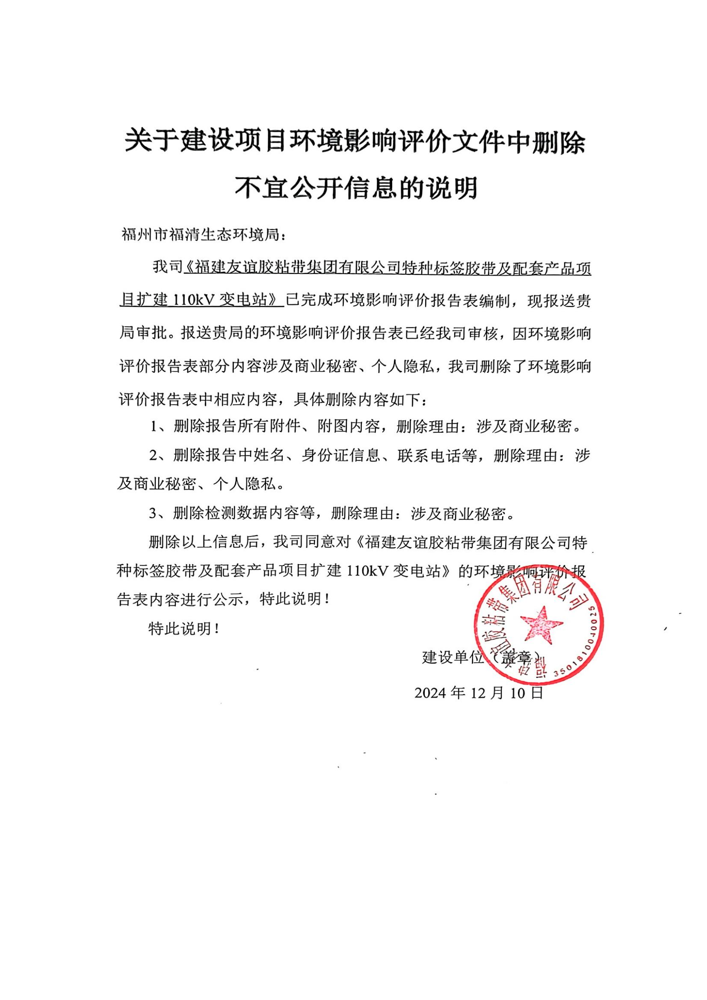 关于建设项目环境影响评价文件中删除
不宜公开信息的说明
福州市福清生态环境局：
我司《福建友谊胶粘带集团有限公司特种标签胶带及配套产品项
目扩建 110kV 变电站》已完成环境影响评价报告表编制，现报送贵
局审批。报送贵局的环境影响评价报告表已经我司审核，因环境影响
评价报告表部分内容涉及商业秘密、个人隐私，我司删除了环境影响
评价报告表中相应内容，具体删除内容如下：
1、删除报告所有附件、附图内容，删除理由：涉及商业秘密。
2、删除报告中姓名、身份证信息、联系电话等，删除理由：涉
及商业秘密、个人隐私。
3、删除检测数据内容等，删除理由：涉及商业秘密。
删除以上信息后，我司同意对《福建友谊胶粘带集团有限公司特
种标签胶带及配套产品项目扩建 110kV 变电站》的环境影响评价报
告表内容进行公示，特此说明！
特此说明！
建设单位（盖章）
2024 年 12 月 10 日
福建友谊胶粘带集团有限公司
3501810010025